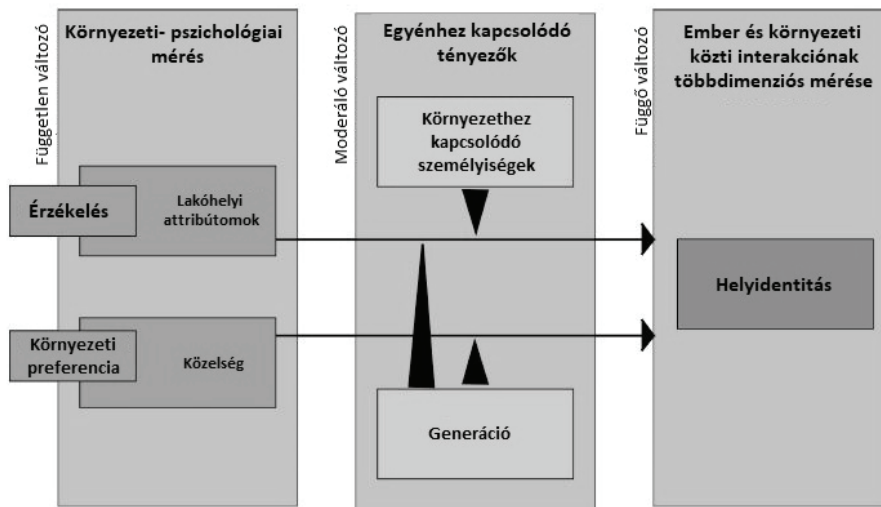 Környezeti- pszichológiai
mérés
Független változó
Érzékelés
Lakóhelyi
attribútomok
Környezeti
preferencia
Közelség
Egyénhez kapcsolódó
tényezők
Moderáló változó
Környezethez
kapcsolódó
személyiségek
Generáció
Ember és környezeti
közti interakciónak
többdimenziós mérése
Függő változó
Helyidentitás